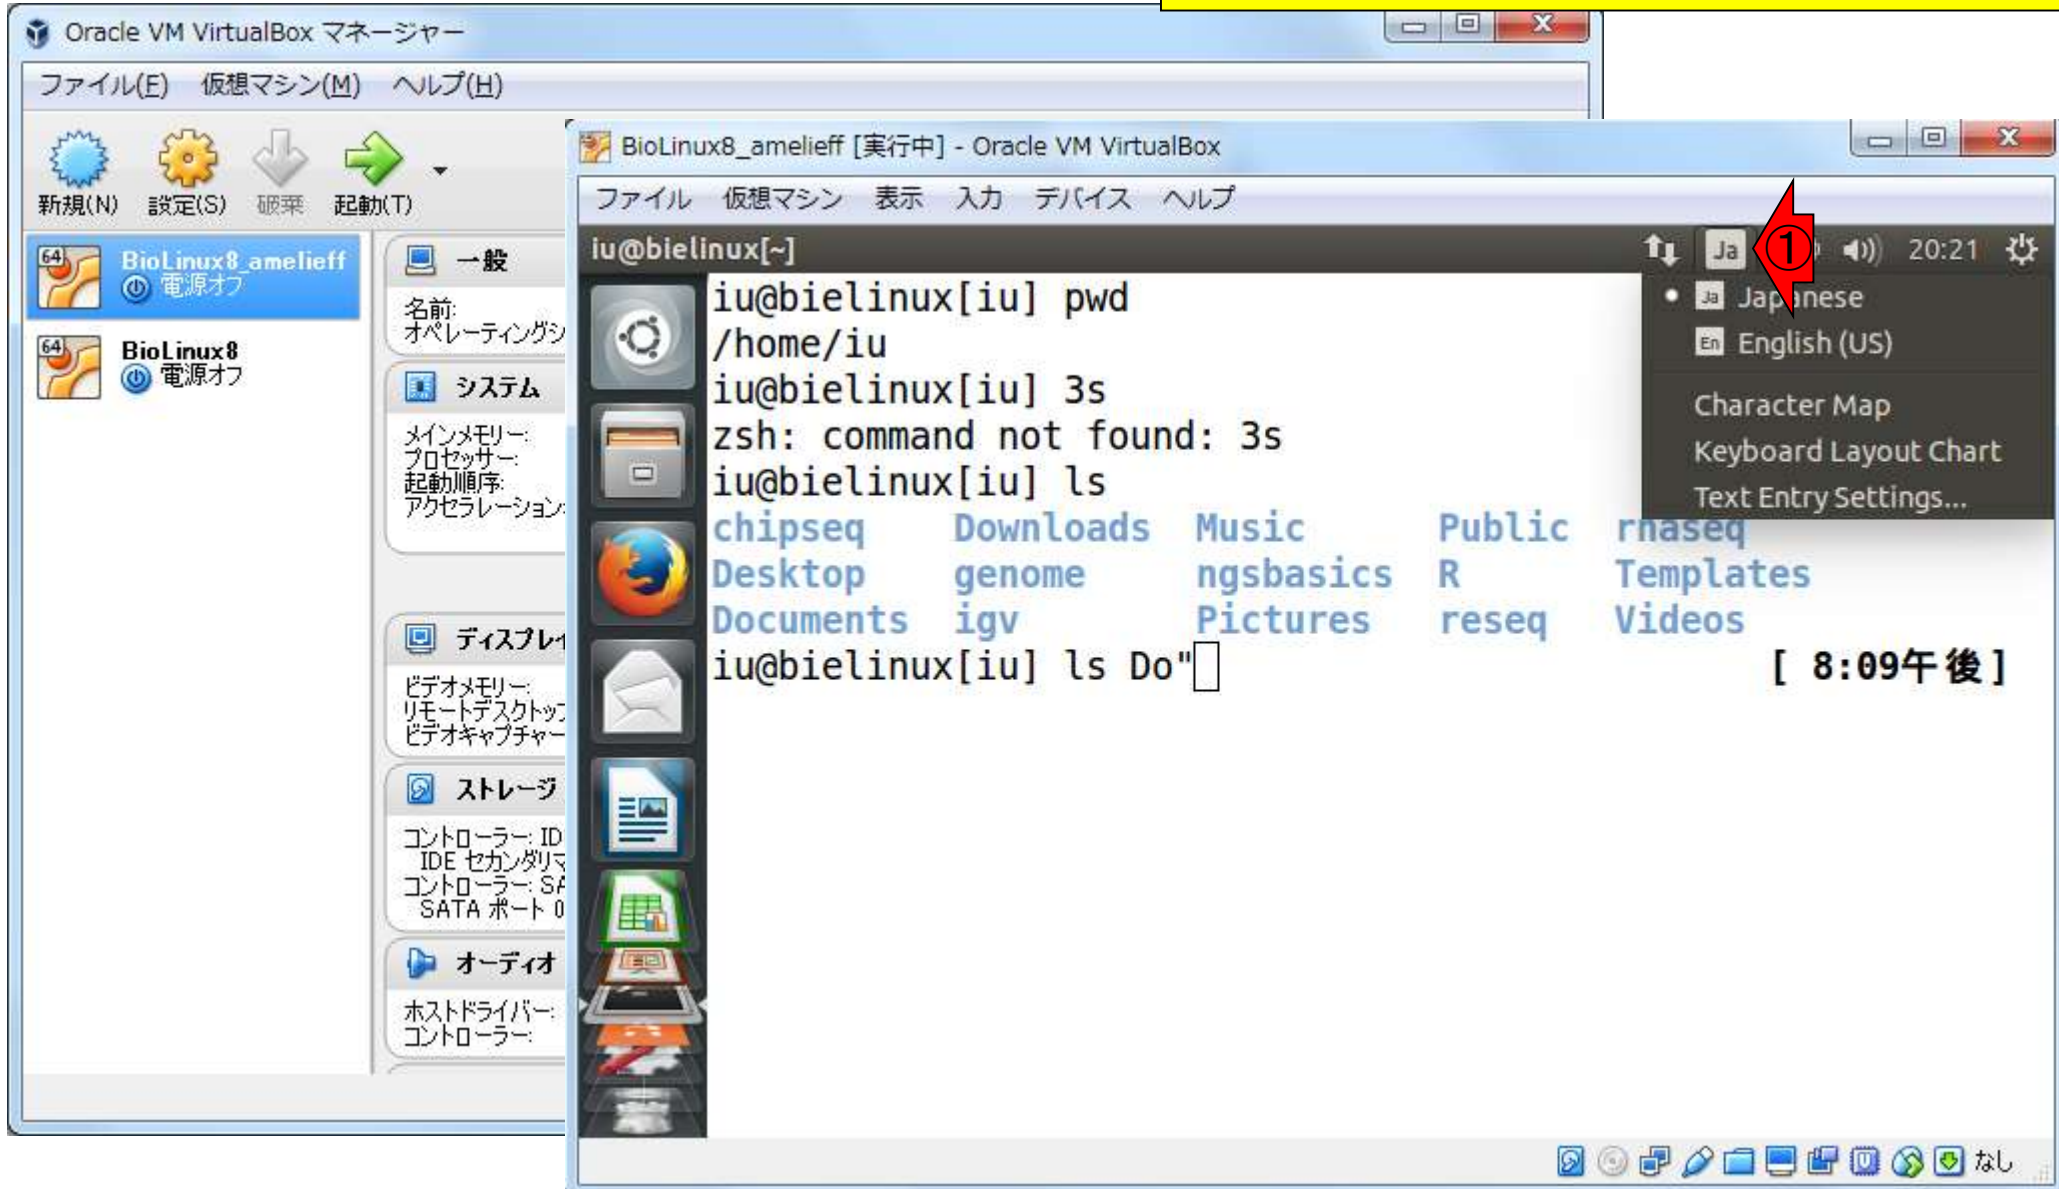 Oracle VM VirtualBox マネージャー
ファイル(F) 仮想マシン(M) ヘルプ(H)
新規(N) 設定(S) 破棄 起動(T)
64 BioLinux8_amelieff
電源オフ
64 BioLinux8
電源オフ
一般
名前:
オペレーティングシ
システム
メインメモリー:
プロセッサー:
起動順序:
アクセラレーション:
ディスプレイ
ビデオメモリー:
リモートデスクトップ
ビデオキャプチャー
ストレージ
コントローラー: ID
IDE セカンダリマ
コントローラー: SA
SATA ポート 0
オーディオ
ホストドライバー:
コントローラー:
BioLinux8_amelieff [実行中] - Oracle VM VirtualBox
ファイル 仮想マシン 表示 入力 デバイス ヘルプ
iu@bielinux[~] Ja ① 20:21
Ja Japanese
En English (US)
Character Map
Keyboard Layout Chart
Text Entry Settings...
iu@bielinux[iu] pwd
/home/iu
iu@bielinux[iu] 3s
zsh: command not found: 3s
iu@bielinux[iu] ls
chipseq Downloads Music Public rnaseq
Desktop genome ngsbasics R Templates
Documents igv Pictures reseq Videos
iu@bielinux[iu] ls Do" [ 8:09午後]
なし